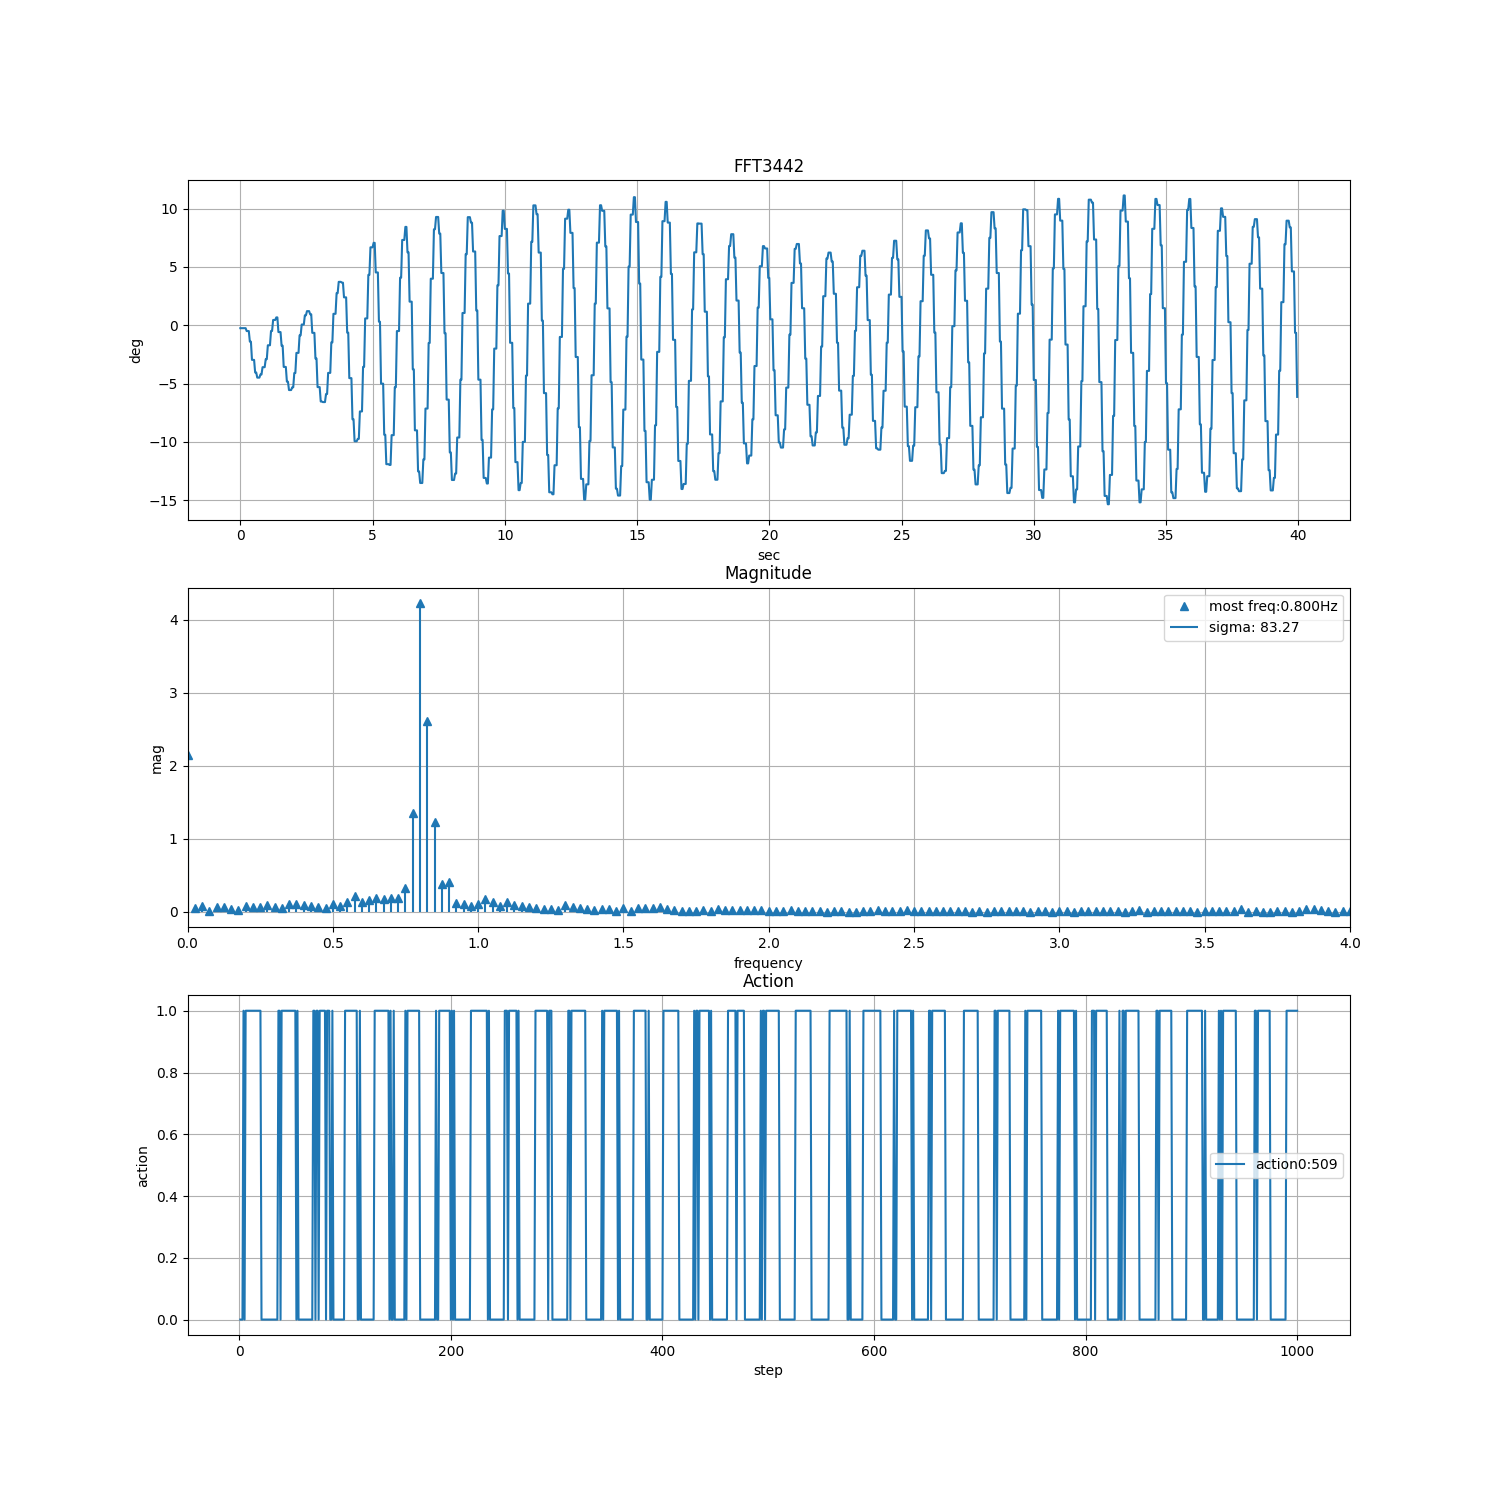 FFT3442
10
5
0
−5
−10
−15
deg
0 5 10 15 20 25 30 35 40
sec
Magnitude
4
3
2
1
0
mag
most freq:0.800Hz
sigma: 83.27
0.0 0.5 1.0 1.5 2.0 2.5 3.0 3.5 4.0
frequency
Action
1.0
0.8
0.6
0.4
0.2
0.0
action
action0:509
0 200 400 600 800 1000
step